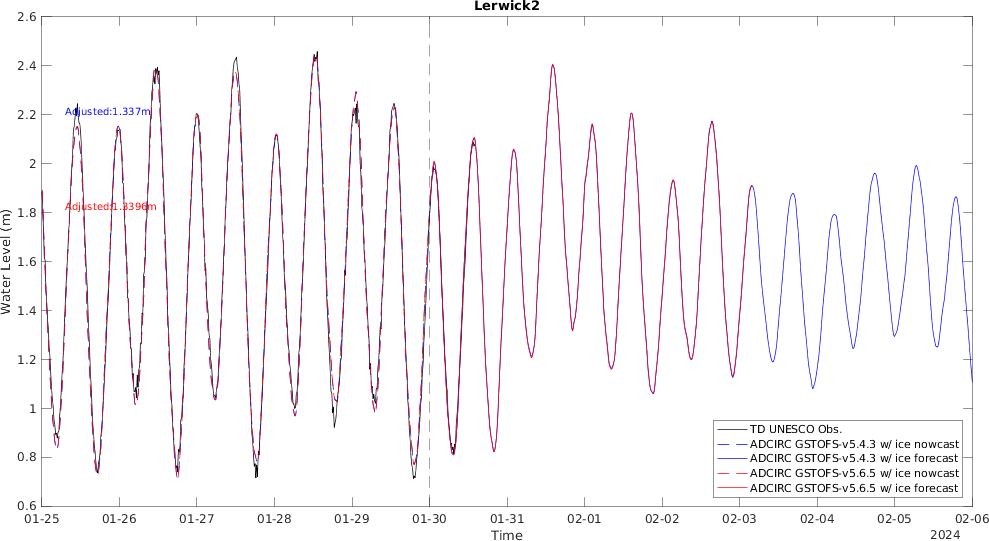 Lerwick2
2.6
2.4
2.2
2
1.8
1.6
1.4
1.2
1
0.8
0.6
Water Level (m)
Adjusted:1.337m
Adjusted:1.3396m
TD UNESCO Obs.
ADCIRC GSTOFS-v5.4.3 w/ ice nowcast
ADCIRC GSTOFS-v5.4.3 w/ ice forecast
ADCIRC GSTOFS-v5.6.5 w/ ice nowcast
ADCIRC GSTOFS-v5.6.5 w/ ice forecast
01-25 01-26 01-27 01-28 01-29 01-30 01-31 02-01 02-02 02-03 02-04 02-05 02-06
Time
2024